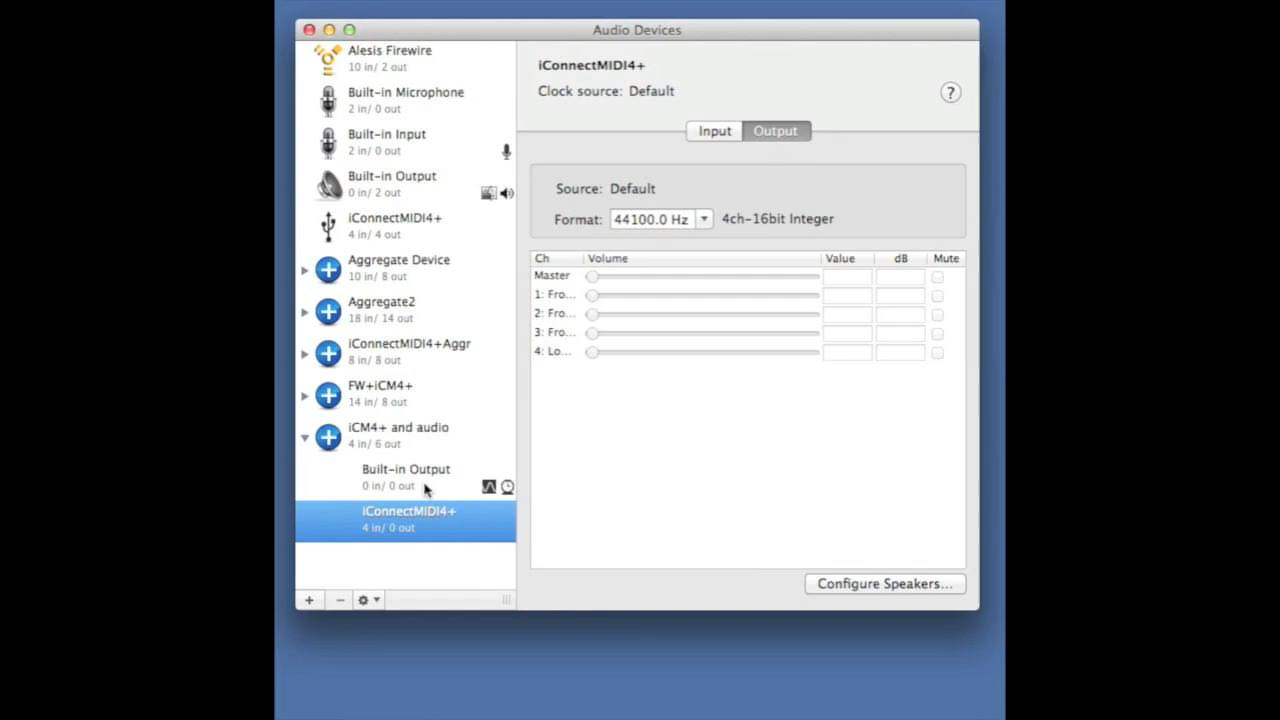 Audio Devices
Alesis Firewire
10 in/ 2 out
Built-in Microphone
2 in/ 0 out
Built-in Input
2 in/ 0 out
Built-in Output
0 in/ 2 out
iConnectMIDI4+
4 in/ 4 out
Aggregate Device
10 in/ 8 out
Aggregate2
18 in/ 14 out
iConnectMIDI4+Aggr
8 in/ 8 out
FW+iCM4+
14 in/ 8 out
iCM4+ and audio
4 in/ 6 out
Built-in Output
0 in/ 0 out
iConnectMIDI4+
4 in/ 0 out
iConnectMIDI4+
Clock source: Default
?
Input Output
Source: Default
Format: 44100.0 Hz 4ch-16bit Integer
Ch Volume Value dB Mute
Master
1: Fro...
2: Fro...
3: Fro...
4: Lo...
Configure Speakers...